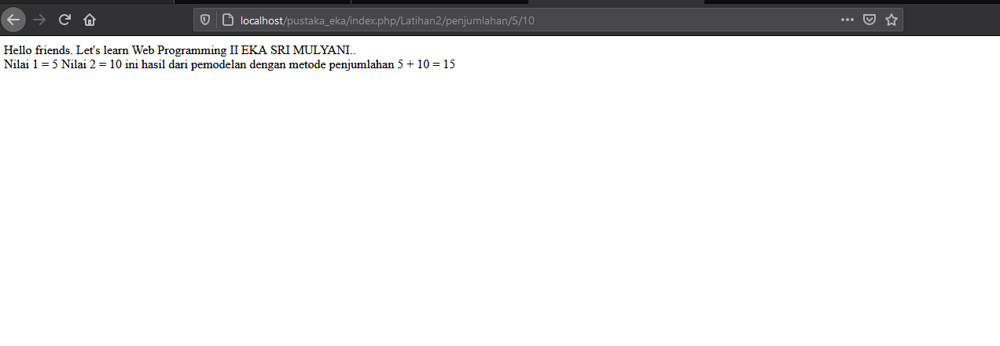 localhost/pustaka_eka/index.php/Latihan2/penjumlahan/5/10
Hello friends. Let's learn Web Programming II EKA SRI MULYANI..
Nilai 1 = 5 Nilai 2 = 10 ini hasil dari pemodelan dengan metode penjumlahan 5 + 10 = 15